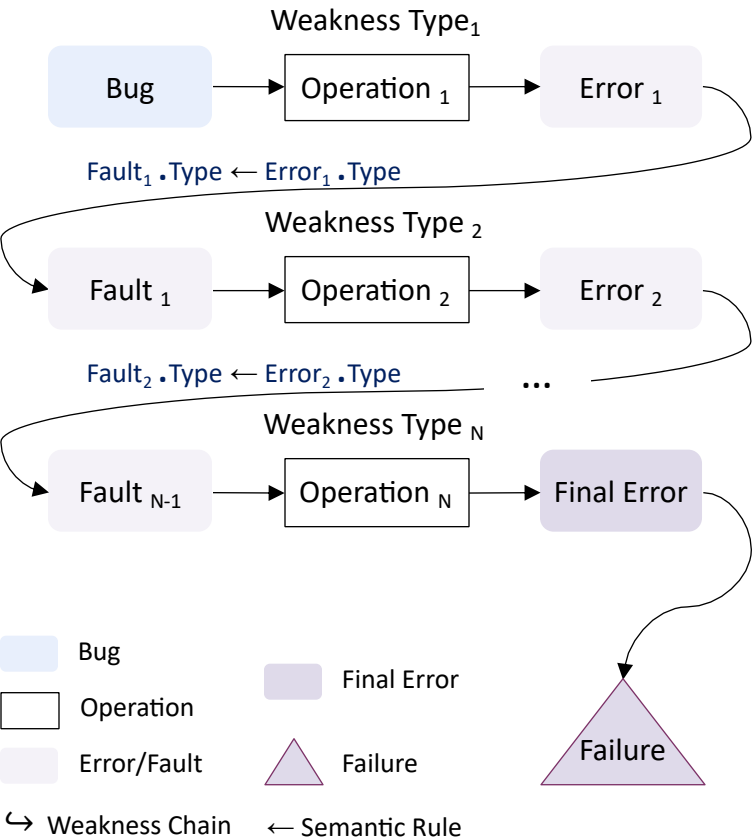 Weakness Type1
Bug Operation 1 Error 1
Fault1 .Type ← Error1 .Type
Weakness Type 2
Fault 1 Operation 2 Error 2
Fault2 .Type ← Error2 .Type ...
Weakness Type N
Fault N-1 Operation N Final Error
Bug
Final Error
Operation
Failure
Error/Fault Failure
↪ Weakness Chain ← Semantic Rule